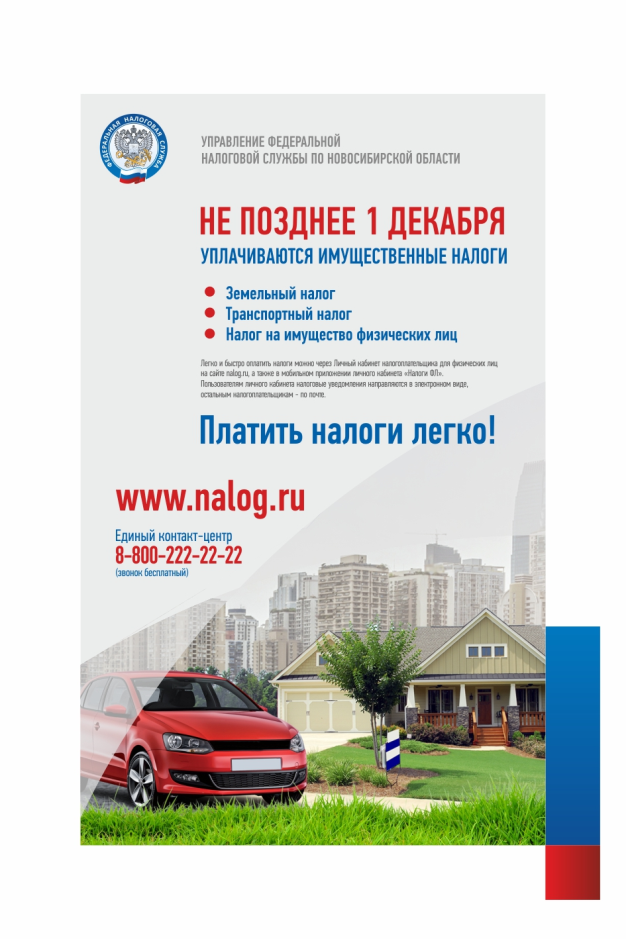 ФЕДЕРАЛЬНАЯ НАЛОГОВАЯ СЛУЖБА
УПРАВЛЕНИЕ ФЕДЕРАЛЬНОЙ
НАЛОГОВОЙ СЛУЖБЫ ПО НОВОСИБИРСКОЙ ОБЛАСТИ
НЕ ПОЗДНЕЕ 1 ДЕКАБРЯ
УПЛАЧИВАЮТСЯ ИМУЩЕСТВЕННЫЕ НАЛОГИ
Земельный налог
Транспортный налог
Налог на имущество физических лиц
Легко и быстро оплатить налоги можно через Личный кабинет налогоплательщика для физических лиц
на сайте nalog.ru, а также в мобильном приложении личного кабинета «Налоги ФЛ».
Пользователям личного кабинета налоговые уведомления направляются в электронном виде,
остальным налогоплательщикам - по почте.
Платить налоги легко!
www.nalog.ru
Единый контакт-центр
8-800-222-22-22
(звонок бесплатный)